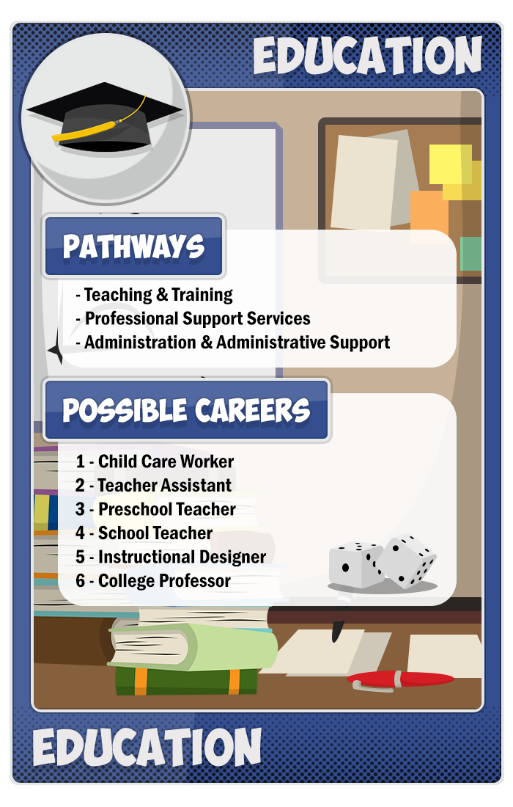 EDUCATION
PATHWAYS
- Teaching & Training
- Professional Support Services
- Administration & Administrative Support
POSSIBLE CAREERS
1 - Child Care Worker
2 - Teacher Assistant
3 - Preschool Teacher
4 - School Teacher
5 - Instructional Designer
6 - College Professor
EDUCATION